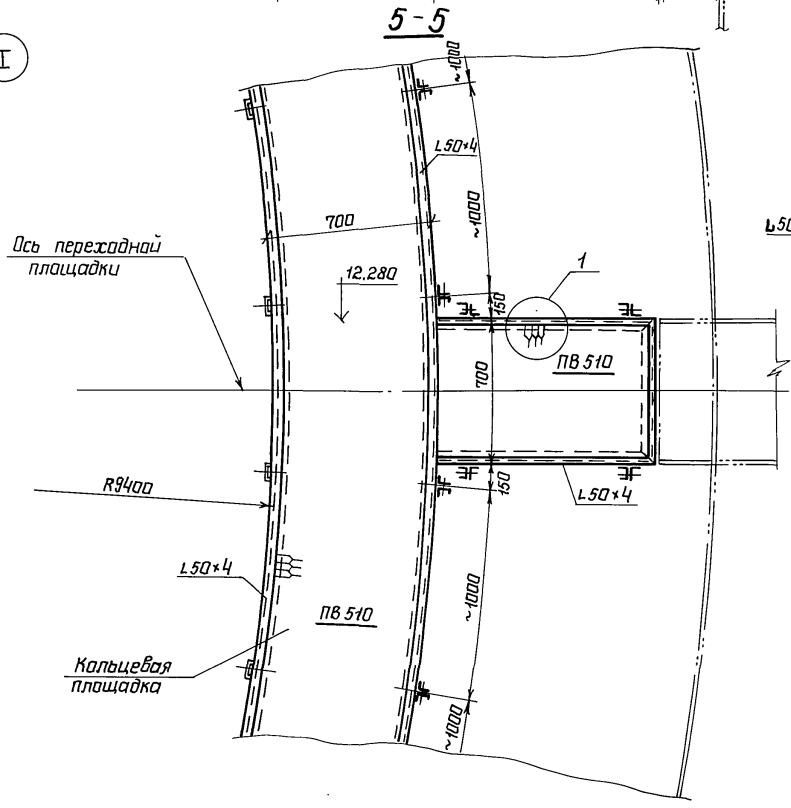 5-5
I
~1000
L50×4
~1000
700
Ось переходной
площадки
12.280
1
L50
150
ПВ 510
700
R9400
150
L50×4
L50×4
~1000
ПВ 510
Кольцевая
площадка
~1000